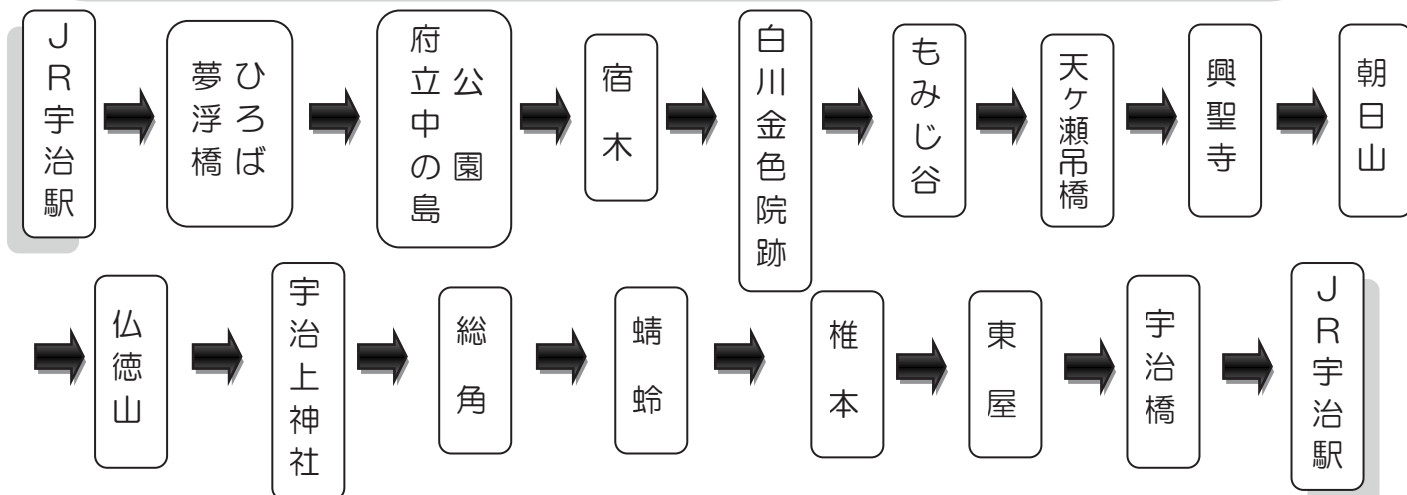 JR宇治駅
夢浮橋
ひろば
府立中の島
公園
宿木
白川金色院跡
もみじ谷
天ヶ瀬吊橋
興聖寺
朝日山
仏徳山
宇治上神社
総角
蜻蛉
椎本
東屋
宇治橋
JR宇治駅